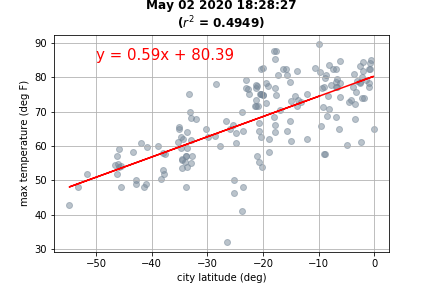 May 02 2020 18:28:27
(r² = 0.4949)
y = 0.59x + 80.39
max temperature (deg F)
90
80
70
60
50
40
30
−50 −40 −30 −20 −10 0
city latitude (deg)